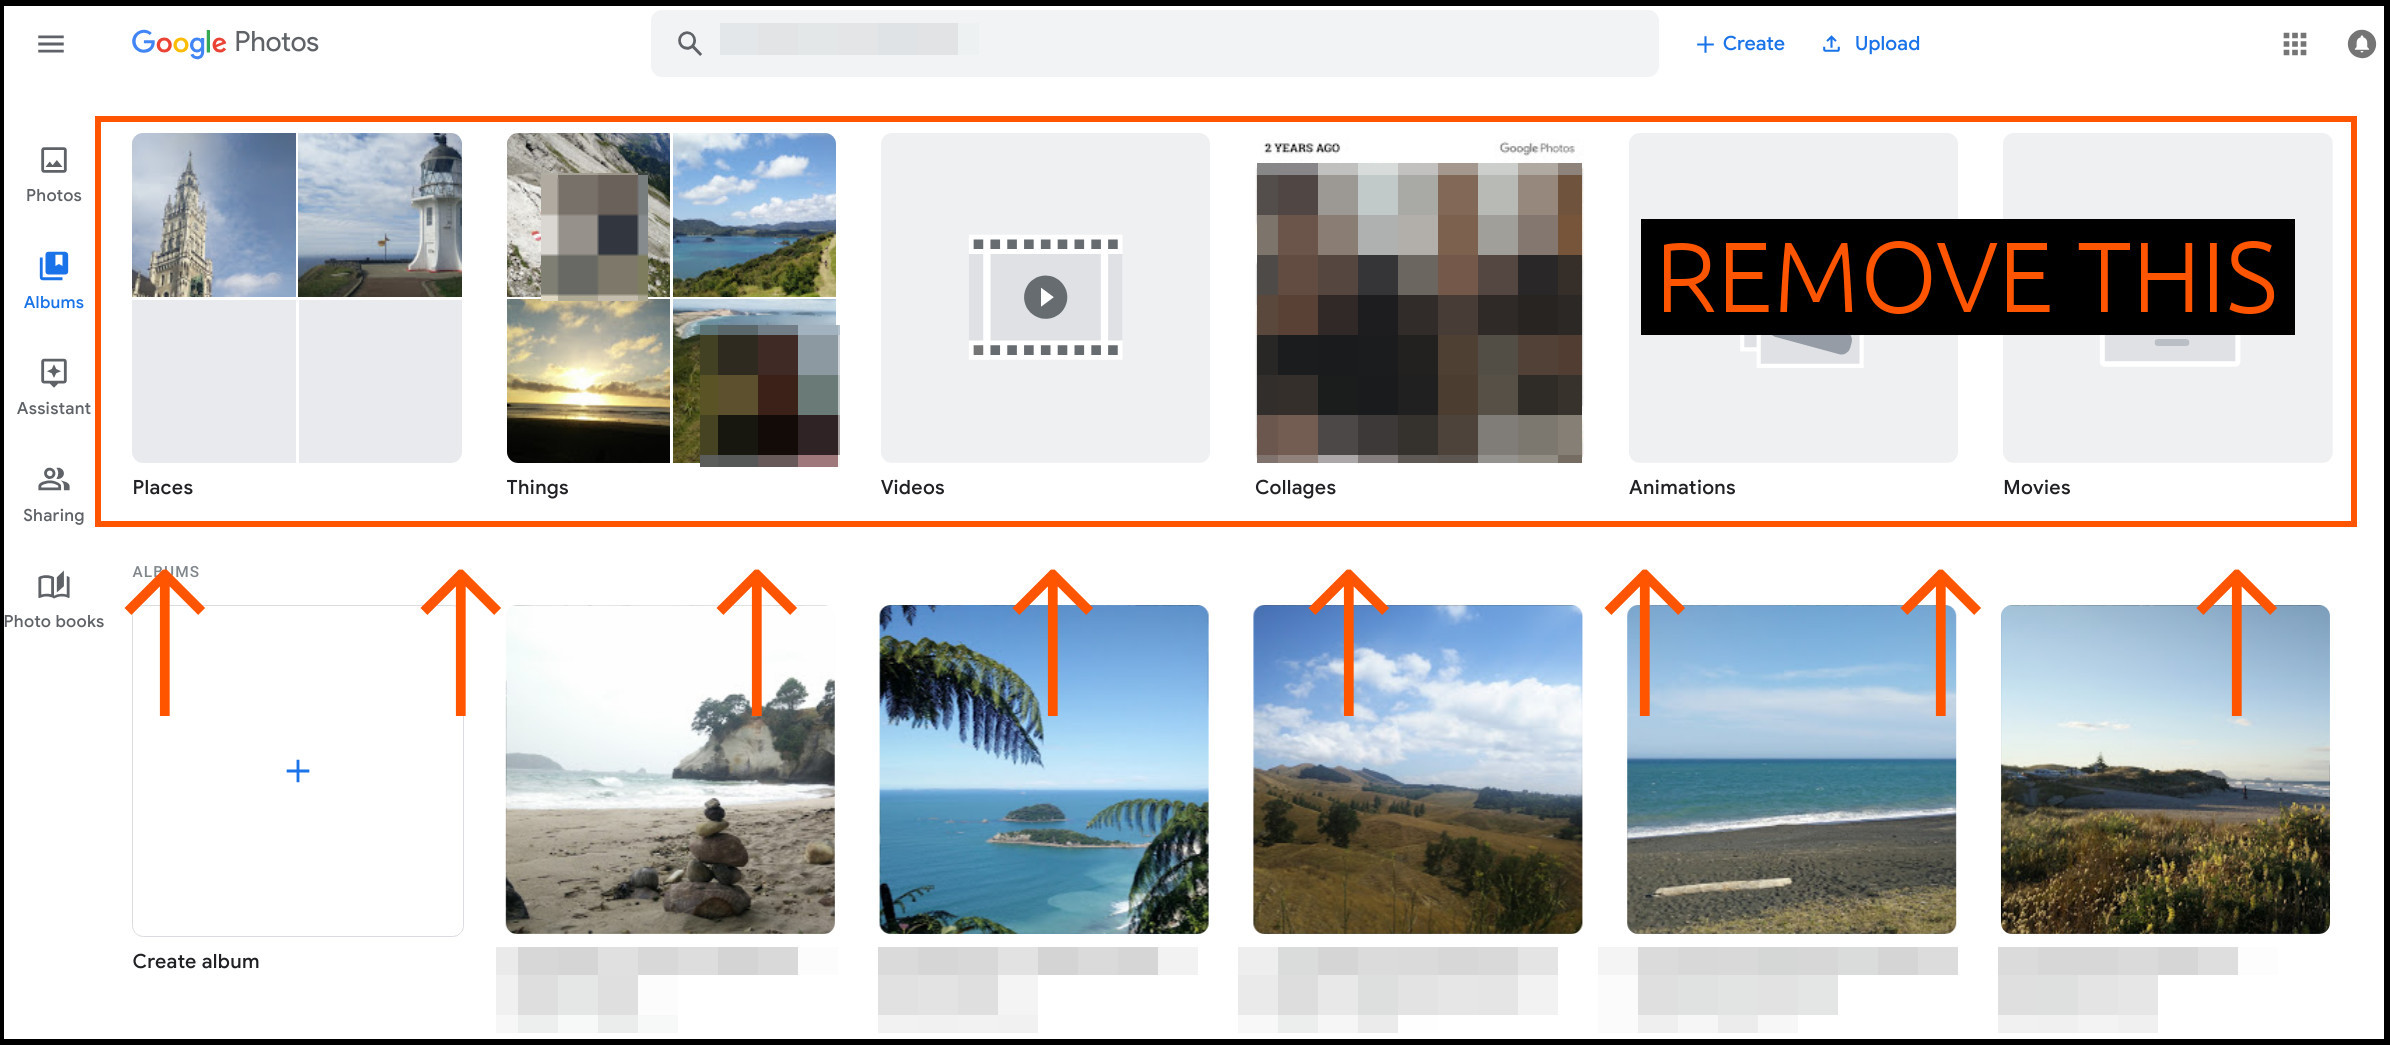 Google Photos
Create
Upload
Photos
Albums
Assistant
Sharing
Photo books
2 YEARS AGO
Google Photos
REMOVE THIS
Places
Things
Videos
Collages
Animations
Movies
ALBUMS
Create album